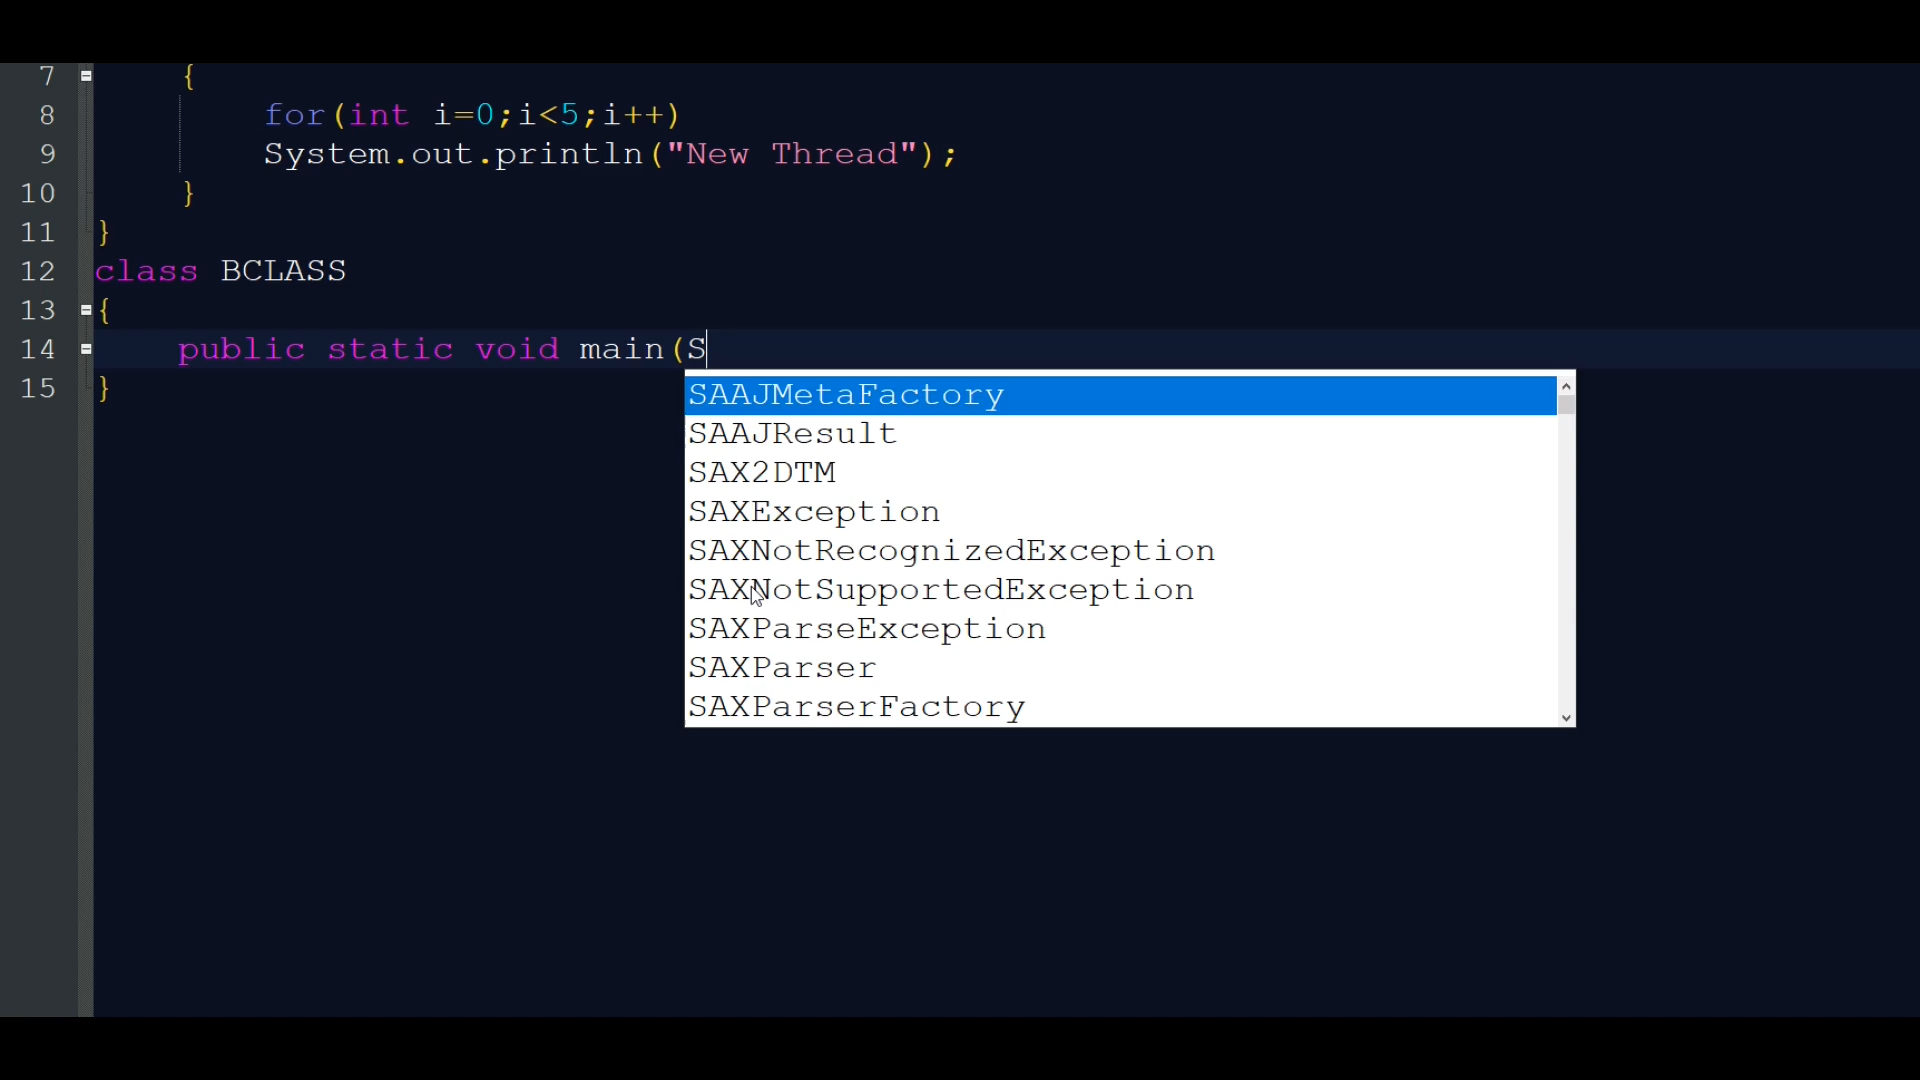 7 {
8 for(int i=0;i<5;i++)
9 System.out.println("New Thread");
10 }
11 }
12 class BCLASS
13 {
14 public static void main(S
15 }
SAAJMetaFactory
SAAJResult
SAX2DTM
SAXException
SAXNotRecognizedException
SAXNotSupportedException
SAXParseException
SAXParser
SAXParserFactory